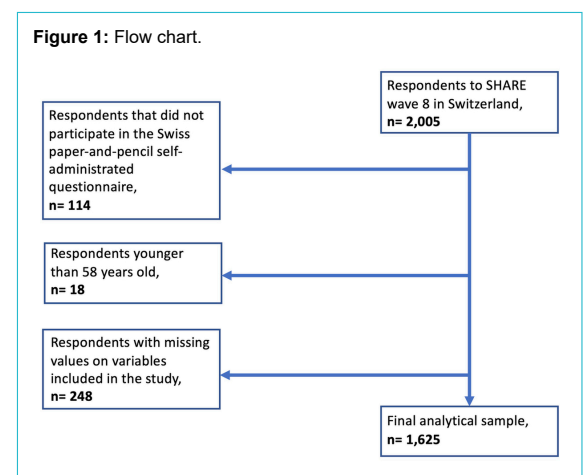 Figure 1: Flow chart.
Respondents to SHARE
wave 8 in Switzerland,
n= 2,005
Respondents that did not
participate in the Swiss
paper-and-pencil self-
administrated
questionnaire,
n= 114
Respondents younger
than 58 years old,
n= 18
Respondents with missing
values on variables
included in the study,
n= 248
Final analytical sample,
n= 1,625